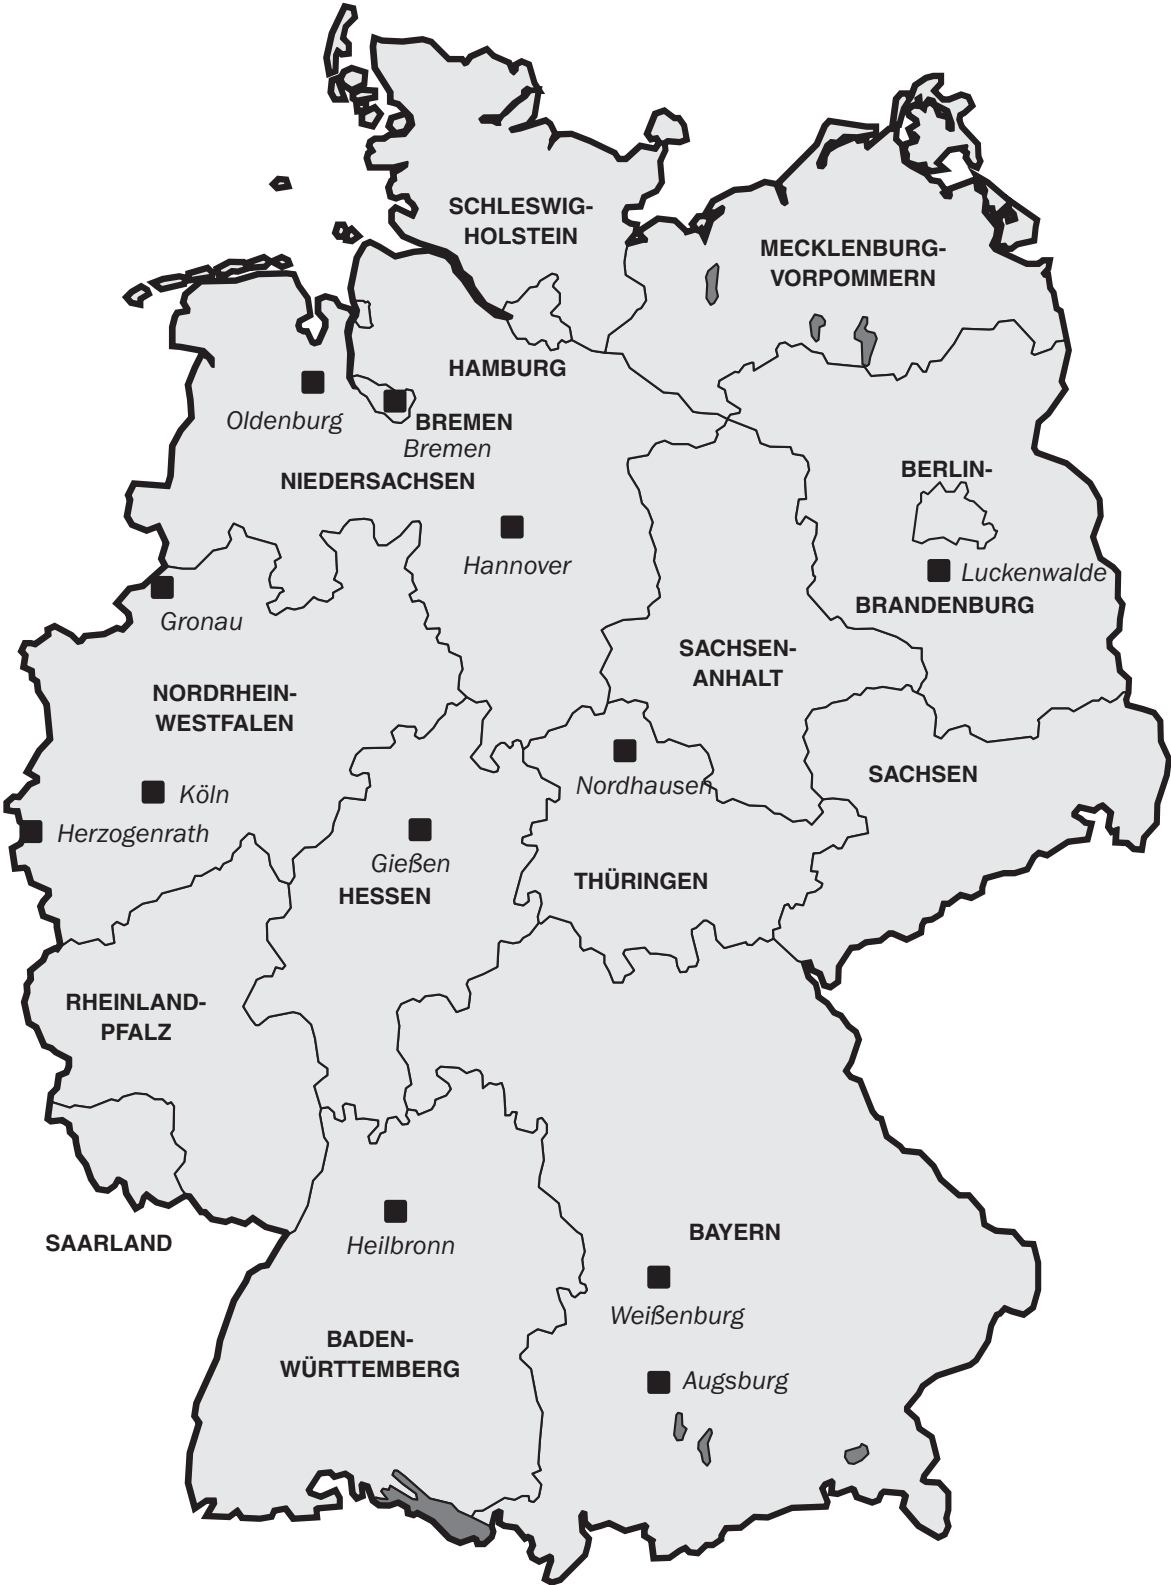 SCHLESWIG-
HOLSTEIN
MECKLENBURG-
VORPOMMERN
HAMBURG
Oldenburg
BREMEN
Bremen
NIEDERSACHSEN
BERLIN-
Hannover
Luckenwalde
BRANDENBURG
Gronau
SACHSEN-
ANHALT
NORDRHEIN-
WESTFALEN
SACHSEN
Nordhausen
Köln
Herzogenrath
Gießen
HESSEN
THÜRINGEN
RHEINLAND-
PFALZ
SAARLAND
Heilbronn
BAYERN
Weißenburg
BADEN-
WÜRTTEMBERG
Augsburg